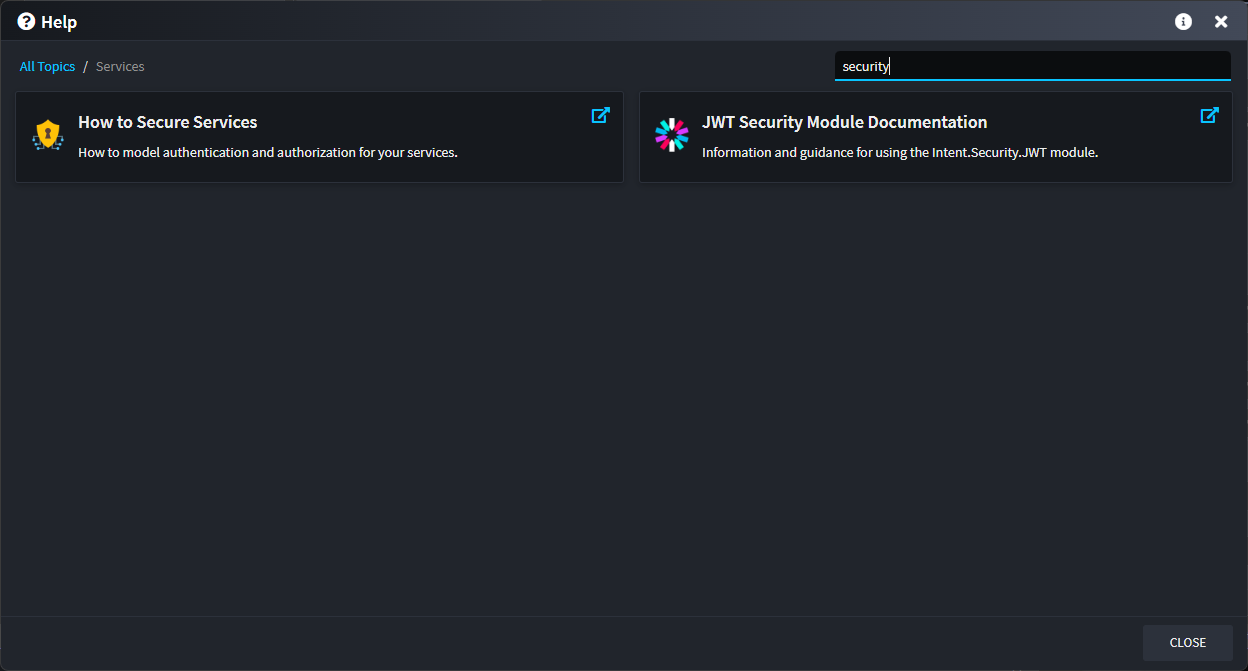 Help
All Topics / Services
security
How to Secure Services
How to model authentication and authorization for your services.
JWT Security Module Documentation
Information and guidance for using the Intent.Security.JWT module.
CLOSE